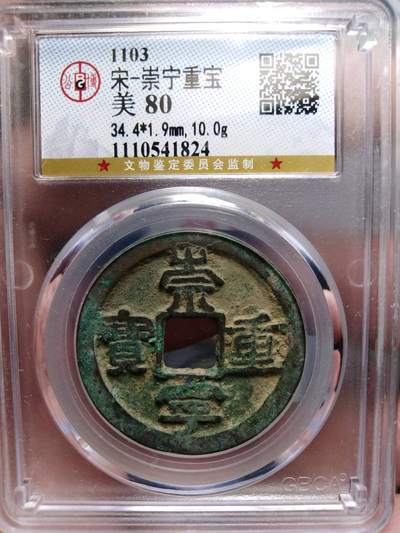 1103
宋-崇宁重宝
美 80
34.4*1.9mm,10.0g
1110541824
★ 文物鉴定委员会监制 ★
崇
寳 重
寧
GBCA